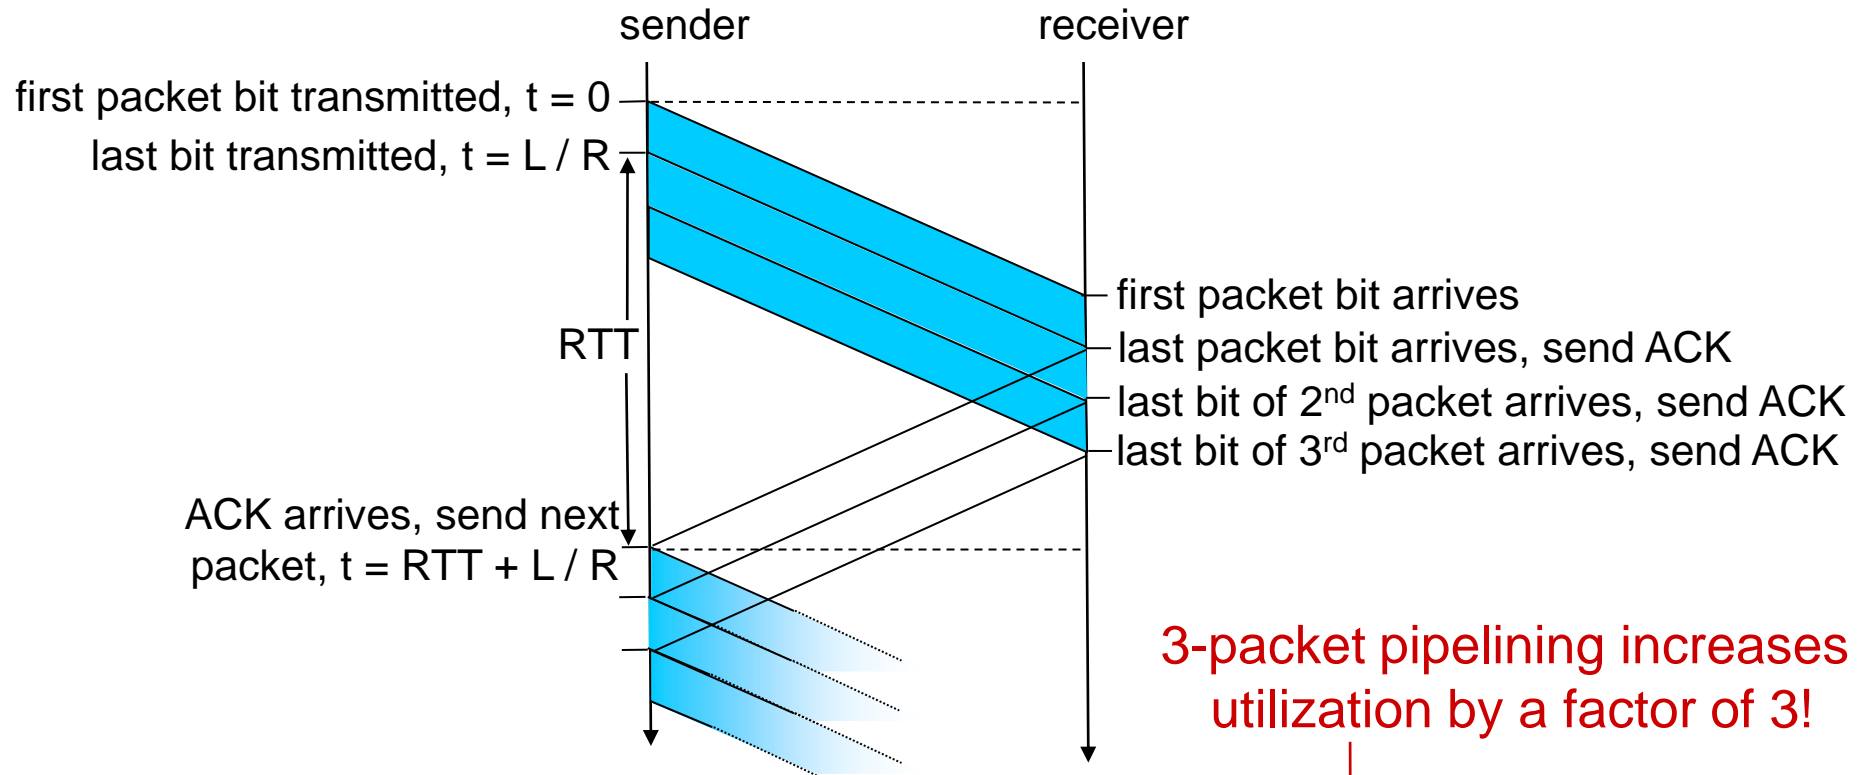 sender
receiver
first packet bit transmitted, t = 0
last bit transmitted, t = L / R
first packet bit arrives
RTT
last packet bit arrives, send ACK
last bit of 2nd packet arrives, send ACK
last bit of 3rd packet arrives, send ACK
ACK arrives, send next
packet, t = RTT + L / R
3-packet pipelining increases
utilization by a factor of 3!